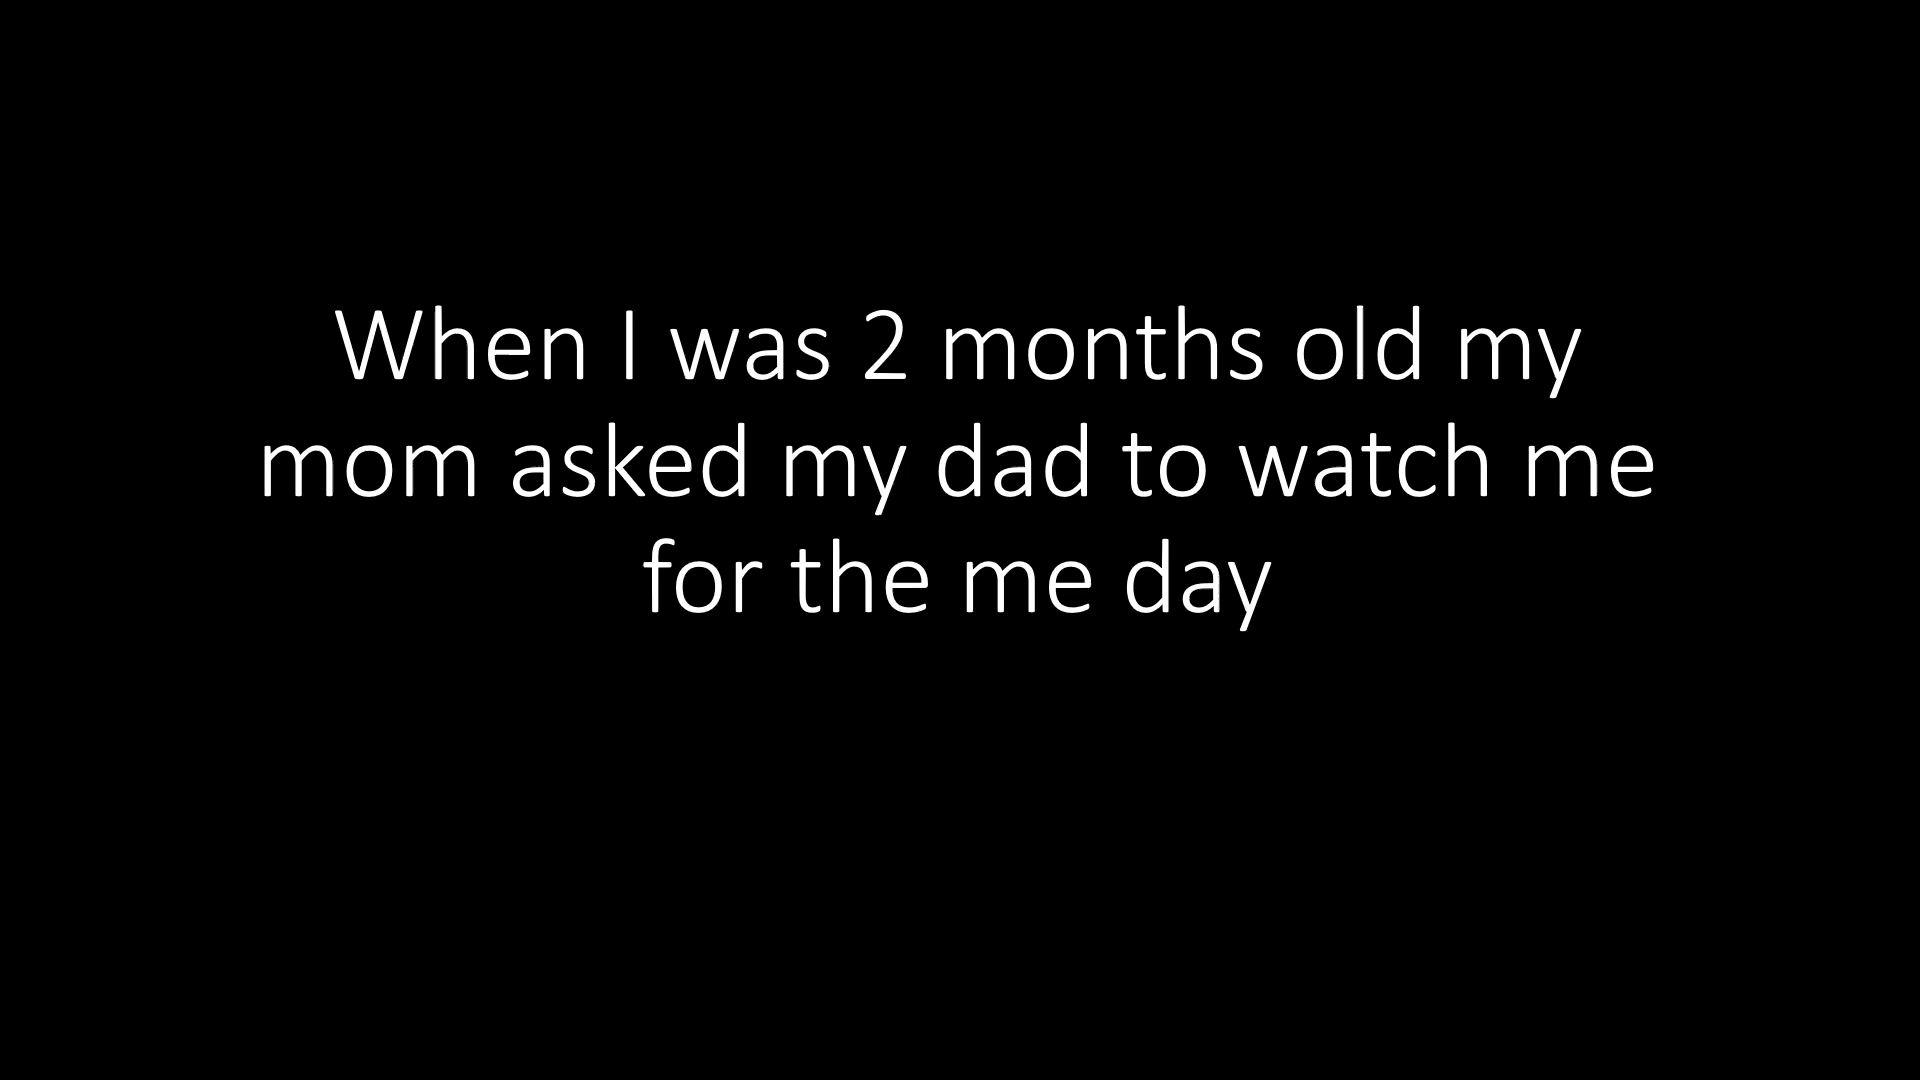 When I was 2 months old my
mom asked my dad to watch me
for the me day